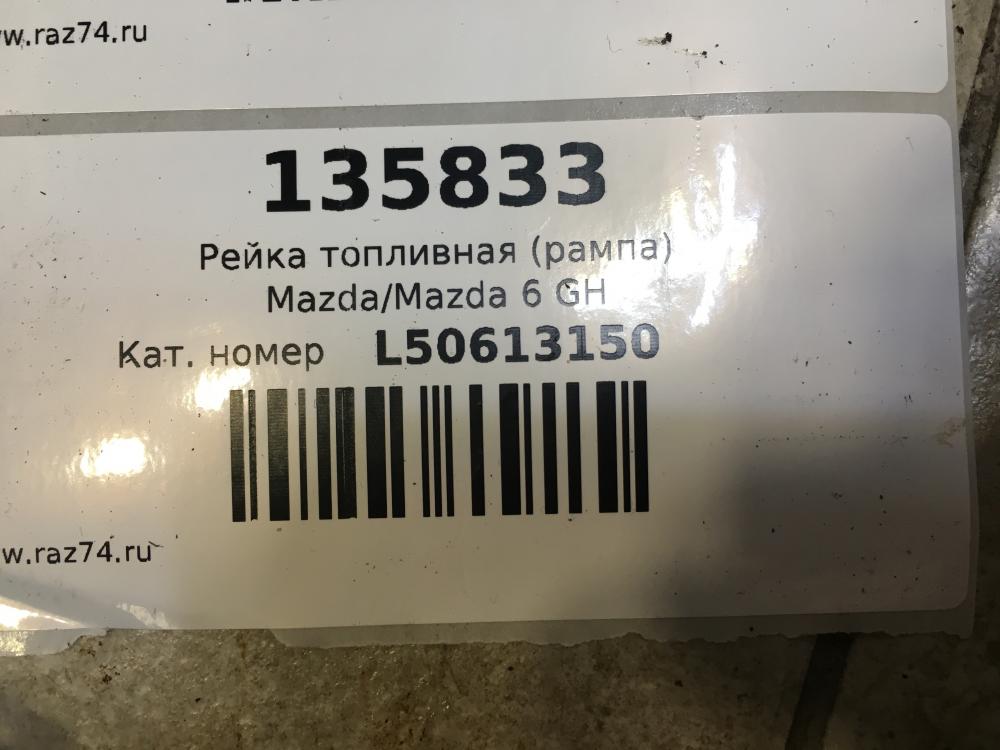 w.raz74.ru
135833
Рейка топливная (рампа)
Mazda/Mazda 6 GH
Кат. номер L50613150
w.raz74.ru